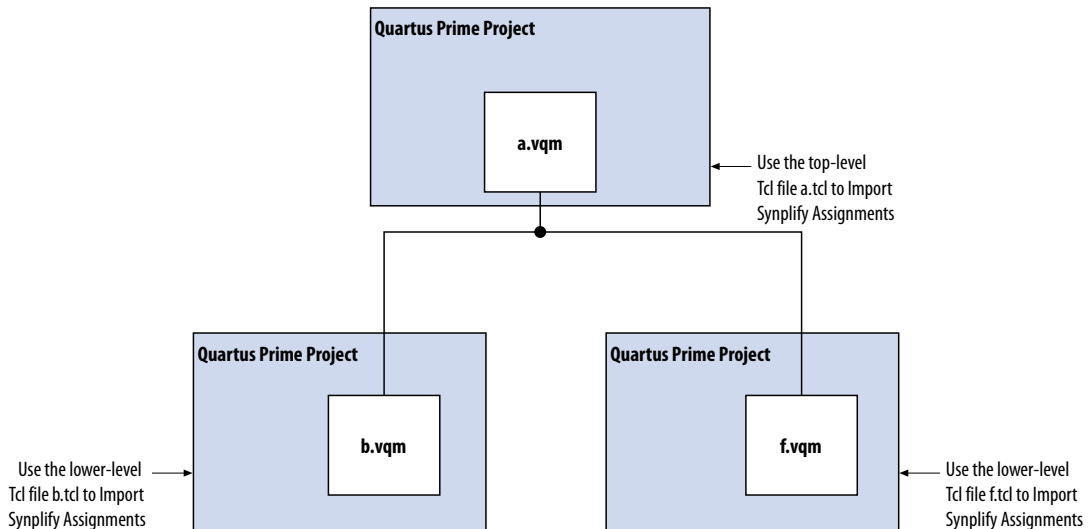 Quartus Prime Project
a.vqm
Use the top-level
Tcl file a.tcl to Import
Synplify Assignments
Quartus Prime Project
b.vqm
Use the lower-level
Tcl file b.tcl to Import
Synplify Assignments
Quartus Prime Project
f.vqm
Use the lower-level
Tcl file f.tcl to Import
Synplify Assignments